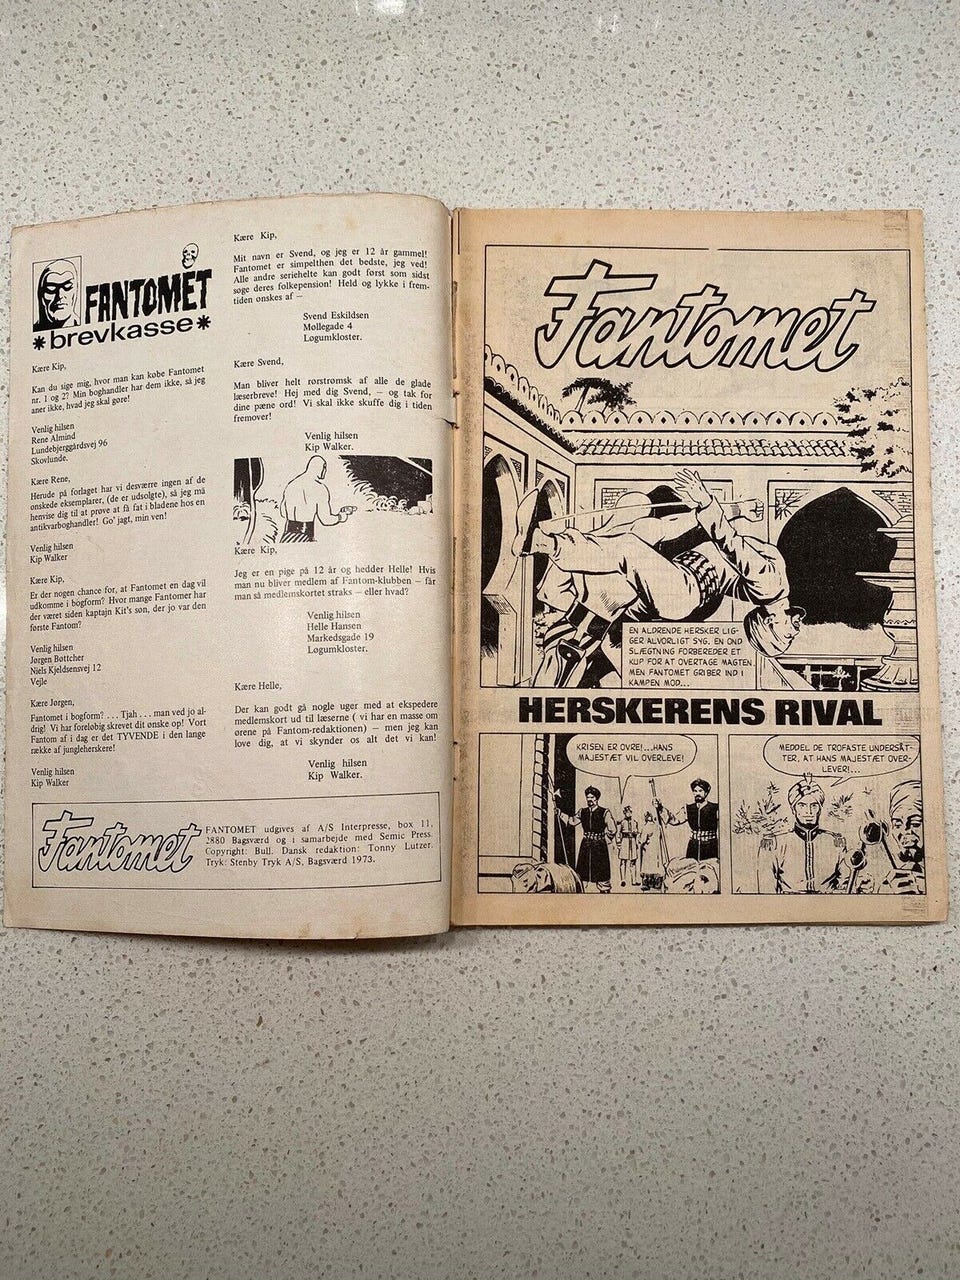 FANTOMET
*brevkasse*
Kære Kip,
Kan du sige mig, hvor man kan købe Fantomet
nr. 1 og 2? Min boghandler har dem ikke, så jeg
aner ikke, hvad jeg skal gøre!
Venlig hilsen
Rene Almind
Lundebjerggårdsvej 96
Skovlunde.
Kære Rene,
Herude på forlaget har vi desværre ingen af de
ønskede eksemplarer, (de er udsolgte), så jeg må
henvise dig til at prøve at få fat i bladene hos en
antikvarboghandler! Go' jagt, min ven!
Venlig hilsen
Kip Walker
Kære Kip,
Er der nogen chance for, at Fantomet en dag vil
udkomme i bogform? Hvor mange Fantomer har
der været siden kaptajn Kit's søn, der jo var den
første Fantom?
Venlig hilsen
Jørgen Bøttcher
Niels Kjeldsensvej 12
Vejle
Kære Jørgen,
Fantomet i bogform? . . . Tjah . . . man ved jo al-
drig! Vi har foreløbig skrevet dit ønske op! Vort
Fantom af i dag er det TYVENDE i den lange
række af jungleherskere!
Venlig hilsen
Kip Walker
Kære Kip,
Mit navn er Svend, og jeg er 12 år gammel!
Fantomet er simpelthen det bedste, jeg ved!
Alle andre seriehelte kan godt først som sidst
søge deres folkepension! Held og lykke i frem-
tiden ønskes af –
Svend Eskildsen
Møllegade 4
Løgumkloster.
Kære Svend,
Man bliver helt rørstrømsk af alle de glade
læserbreve! Hej med dig Svend, – og tak for
dine pæne ord! Vi skal ikke skuffe dig i tiden
fremover!
Venlig hilsen
Kip Walker.
Kære Kip,
Jeg er en pige på 12 år og hedder Helle! Hvis
man nu bliver medlem af Fantom-klubben – får
man så medlemskortet straks – eller hvad?
Venlig hilsen
Helle Hansen
Markedsgade 19
Løgumkloster.
Kære Helle,
Der kan godt gå nogle uger med at ekspedere
medlemskort ud til læserne ( vi har en masse om
ørene på Fantom-redaktionen) – men jeg kan
love dig, at vi skynder os alt det vi kan!
Venlig hilsen
Kip Walker.
Fantomet
FANTOMET udgives af A/S Interpresse, box 11,
2880 Bagsværd og i samarbejde med Semic Press.
Copyright: Bull. Dansk redaktion: Tonny Lutzer.
Tryk: Stenby Tryk A/S, Bagsværd 1973.
Fantomet
EN ALDRENDE HERSKER LIG-
GER ALVORLIGT SYG. EN OND
SLÆGTNING FORBEREDER ET
KUP FOR AT OVERTAGE MAGTEN.
MEN FANTOMET GRIBER IND I
KAMPEN MOD...
HERSKERENS RIVAL
KRISEN ER OVRE!...HANS
MAJESTÆT VIL OVERLEVE!
MEDDEL DE TROFASTE UNDERSÅT-
TER, AT HANS MAJESTÆT OVER-
LEVER!...